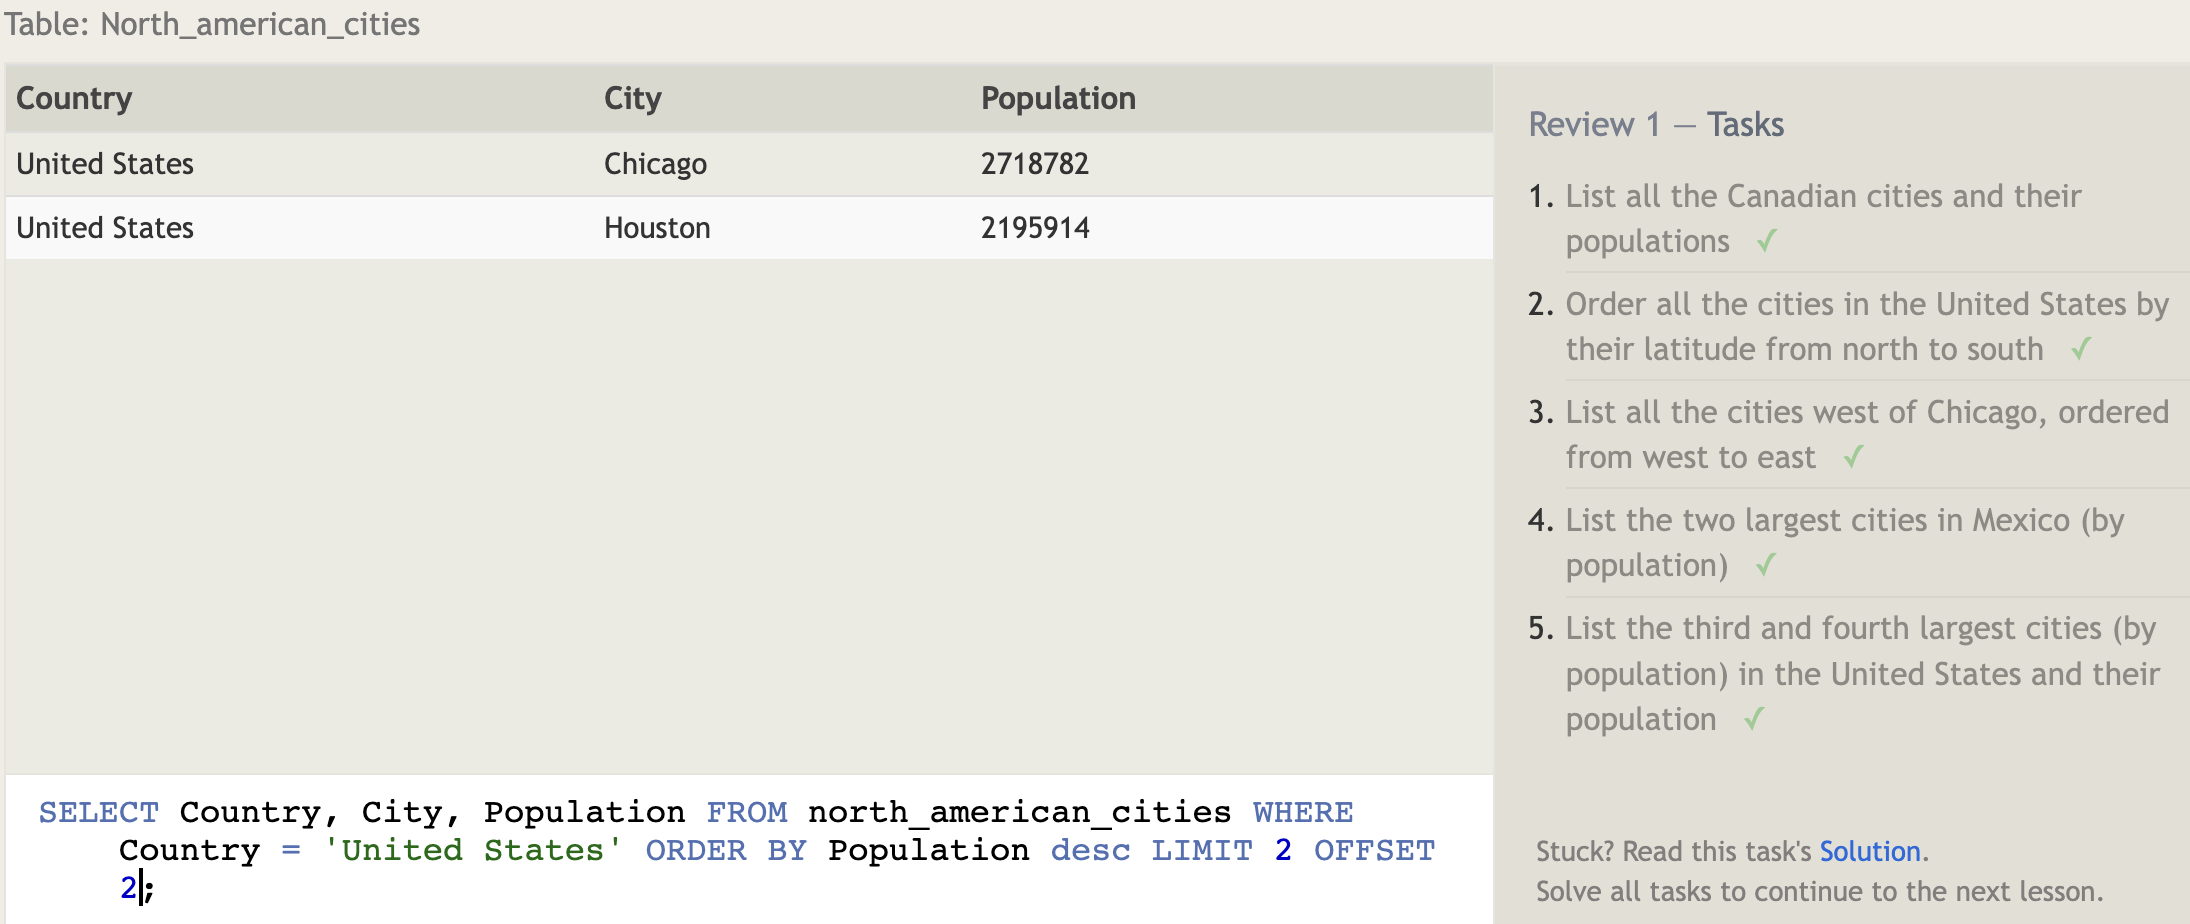 Table: North_american_cities
Country City Population
United States Chicago 2718782
United States Houston 2195914
SELECT Country, City, Population FROM north_american_cities WHERE
Country = 'United States' ORDER BY Population desc LIMIT 2 OFFSET
2;
Review 1 — Tasks
1. List all the Canadian cities and their
populations ✓
2. Order all the cities in the United States by
their latitude from north to south ✓
3. List all the cities west of Chicago, ordered
from west to east ✓
4. List the two largest cities in Mexico (by
population) ✓
5. List the third and fourth largest cities (by
population) in the United States and their
population ✓
Stuck? Read this task's Solution.
Solve all tasks to continue to the next lesson.